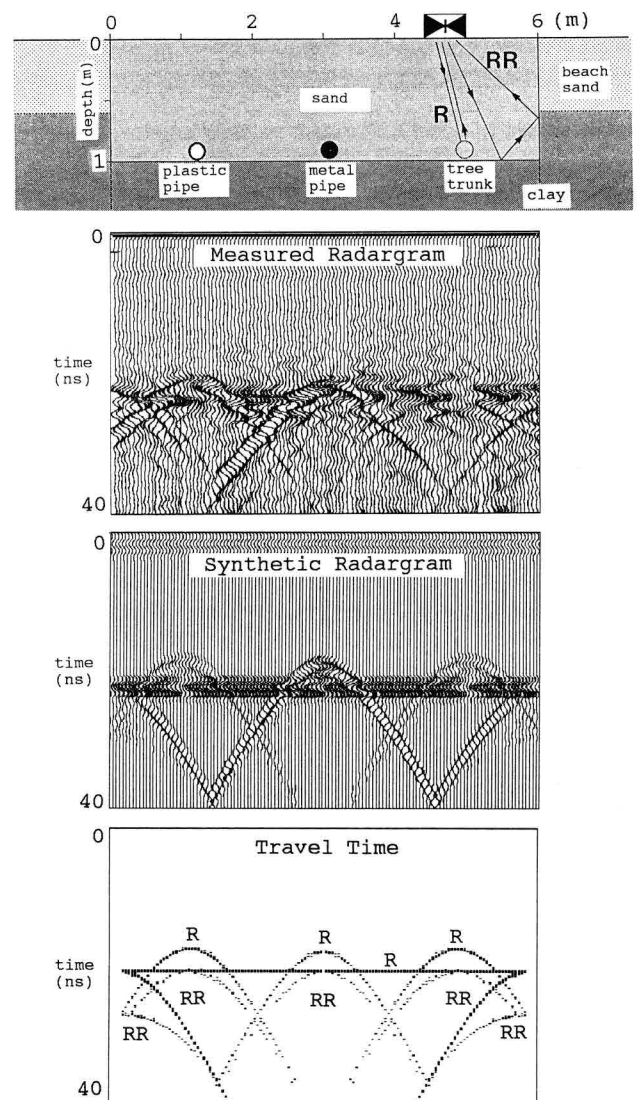 0 2 4 6 (m)
0
depth(m)
1
RR
R
sand
beach
sand
plastic
pipe
metal
pipe
tree
trunk
clay
0
Measured Radargram
time
(ns)
40
0
Synthetic Radargram
time
(ns)
40
0
Travel Time
R R R
R
time
(ns)
RR RR RR
RR RR
40